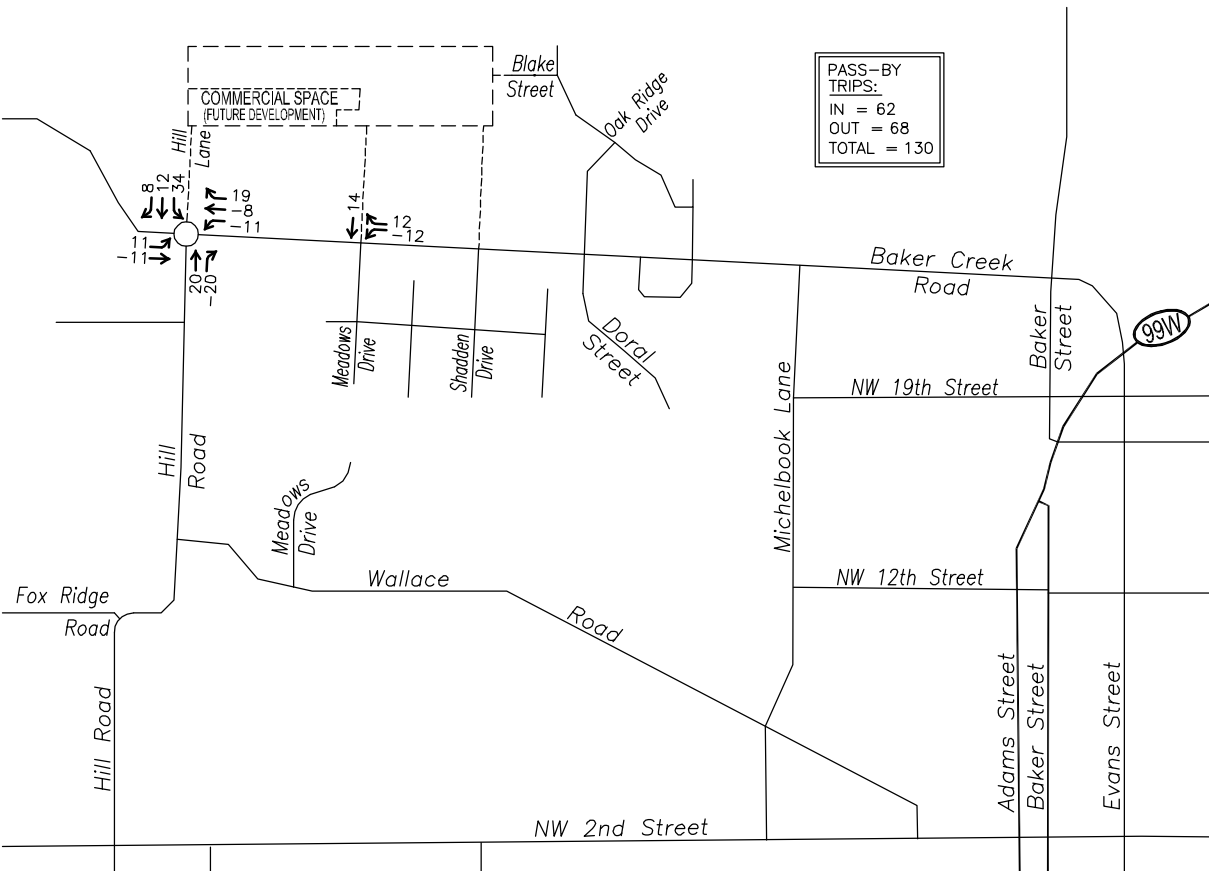 Blake
Street
Oak Ridge
Drive
PASS-BY
TRIPS:
IN = 62
OUT = 68
TOTAL = 130
COMMERCIAL SPACE
(FUTURE DEVELOPMENT)
Hill
Lane
8
12
34
19
-8
-11
11
-11
20
-20
14
12
-12
Baker Creek
Road
99W
Baker
Street
Meadows
Drive
Shadden
Drive
Doral
Street
Michelbook Lane
NW 19th Street
Hill
Road
Meadows
Drive
Wallace
Road
NW 12th Street
Fox Ridge
Road
Hill Road
Adams Street
Baker Street
Evans Street
NW 2nd Street